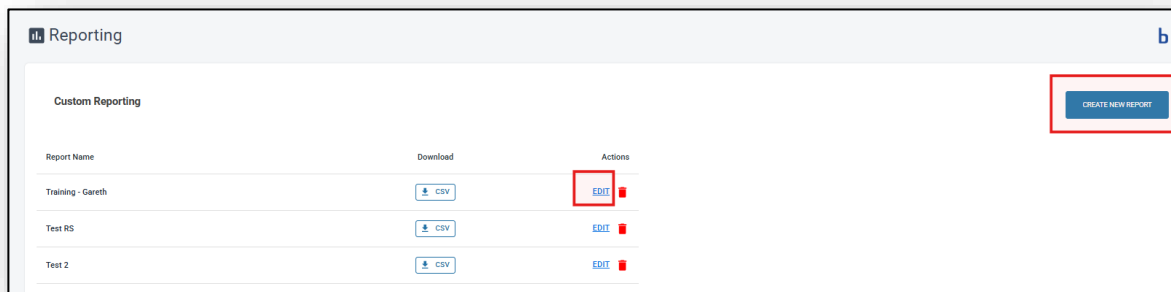 Reporting
b
Custom Reporting
CREATE NEW REPORT
Report Name Download Actions
Training - Gareth CSV EDIT
Test RS CSV EDIT
Test 2 CSV EDIT